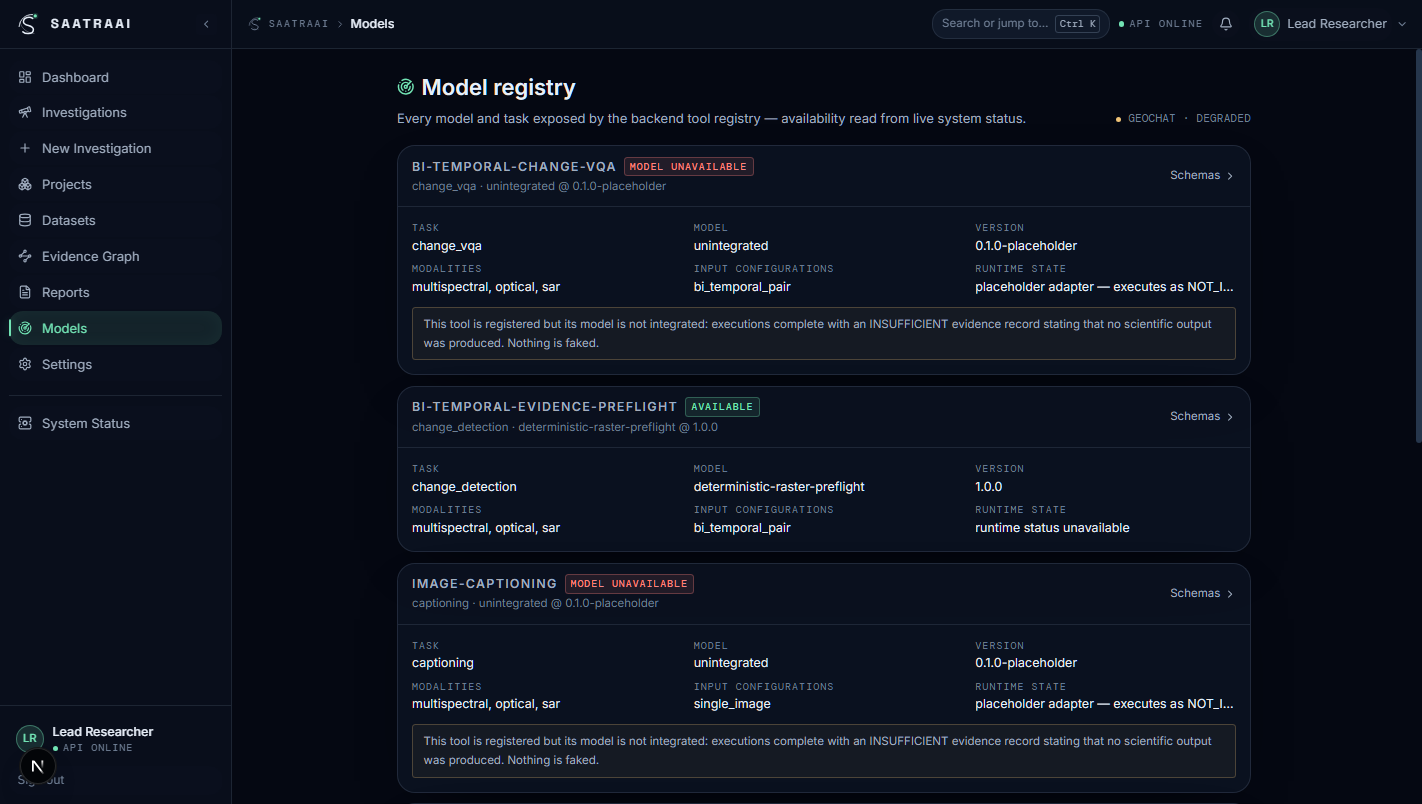 SAATRAAI
SAATRAAI > Models
Search or jump to... Ctrl K
API ONLINE
LR Lead Researcher
Dashboard
Investigations
New Investigation
Projects
Datasets
Evidence Graph
Reports
Models
Settings
System Status
LR Lead Researcher
API ONLINE
N
Model registry
Every model and task exposed by the backend tool registry — availability read from live system status.
GEOCHAT · DEGRADED
BI-TEMPORAL-CHANGE-VQA MODEL UNAVAILABLE
change_vqa · unintegrated @ 0.1.0-placeholder
Schemas
TASK MODEL VERSION
change_vqa unintegrated 0.1.0-placeholder
MODALITIES INPUT CONFIGURATIONS RUNTIME STATE
multispectral, optical, sar bi_temporal_pair placeholder adapter — executes as NOT_I...
This tool is registered but its model is not integrated: executions complete with an INSUFFICIENT evidence record stating that no scientific output
was produced. Nothing is faked.
BI-TEMPORAL-EVIDENCE-PREFLIGHT AVAILABLE
change_detection · deterministic-raster-preflight @ 1.0.0
Schemas
TASK MODEL VERSION
change_detection deterministic-raster-preflight 1.0.0
MODALITIES INPUT CONFIGURATIONS RUNTIME STATE
multispectral, optical, sar bi_temporal_pair runtime status unavailable
IMAGE-CAPTIONING MODEL UNAVAILABLE
captioning · unintegrated @ 0.1.0-placeholder
Schemas
TASK MODEL VERSION
captioning unintegrated 0.1.0-placeholder
MODALITIES INPUT CONFIGURATIONS RUNTIME STATE
multispectral, optical, sar single_image placeholder adapter — executes as NOT_I...
This tool is registered but its model is not integrated: executions complete with an INSUFFICIENT evidence record stating that no scientific output
was produced. Nothing is faked.